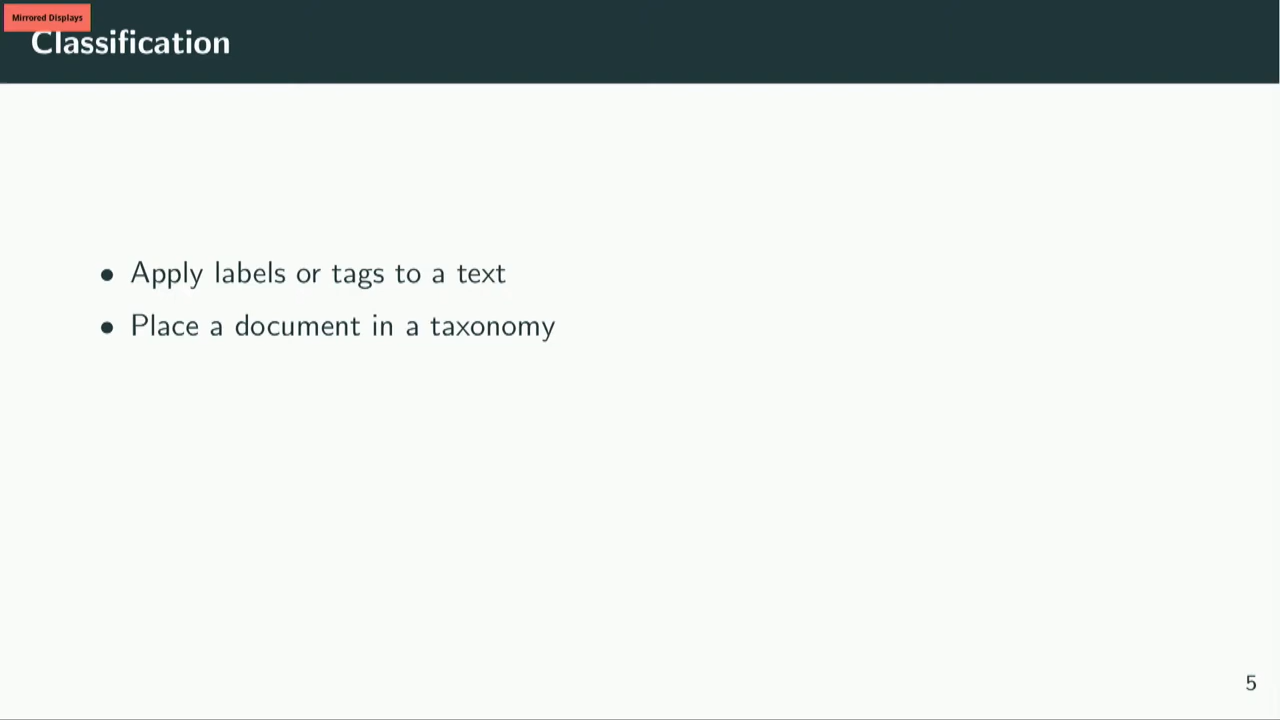 Mirrored Displays
Classification
• Apply labels or tags to a text
• Place a document in a taxonomy
5